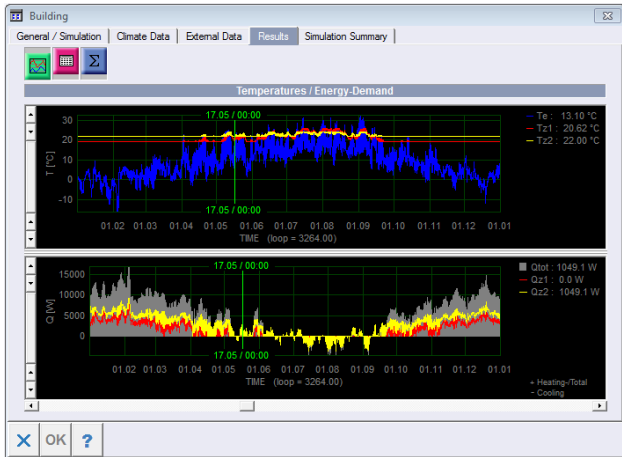 Building
General / Simulation | Climate Data | External Data | Results | Simulation Summary
Σ
Temperatures / Energy-Demand
17.05 / 00:00
Te : 13.10 °C
Tz1 : 20.62 °C
Tz2 : 22.00 °C
T [°C]
30
20
10
0
-10
17.05 / 00:00
01.02 01.03 01.04 01.05 01.06 01.07 01.08 01.09 01.10 01.11 12.01 01.01
TIME (loop = 3264.00)
17.05 / 00:00
Qtot : 1049.1 W
Qz1 : 0.0 W
Qz2 : 1049.1 W
Q [W]
15000
10000
5000
0
17.05 / 00:00
01.02 01.03 01.04 01.05 01.06 01.07 01.08 01.09 01.10 01.11 01.12 01.01
TIME (loop = 3264.00)
+ Heating-/Total
- Cooling
OK
?